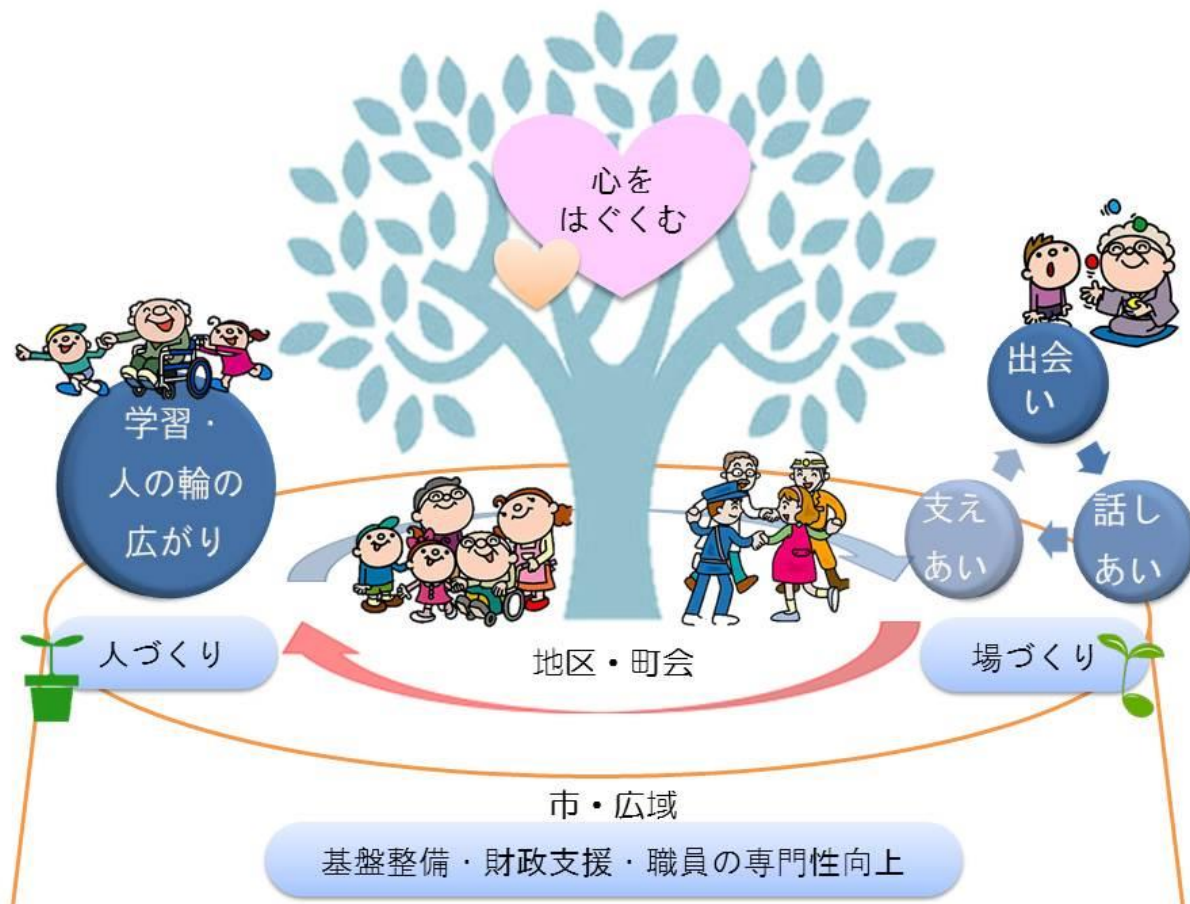 心を
はぐくむ
出会
い
学習・
人の輪の
広がり
支え
あい
話し
あい
人づくり
地区・町会
場づくり
市・広域
基盤整備・財政支援・職員の専門性向上